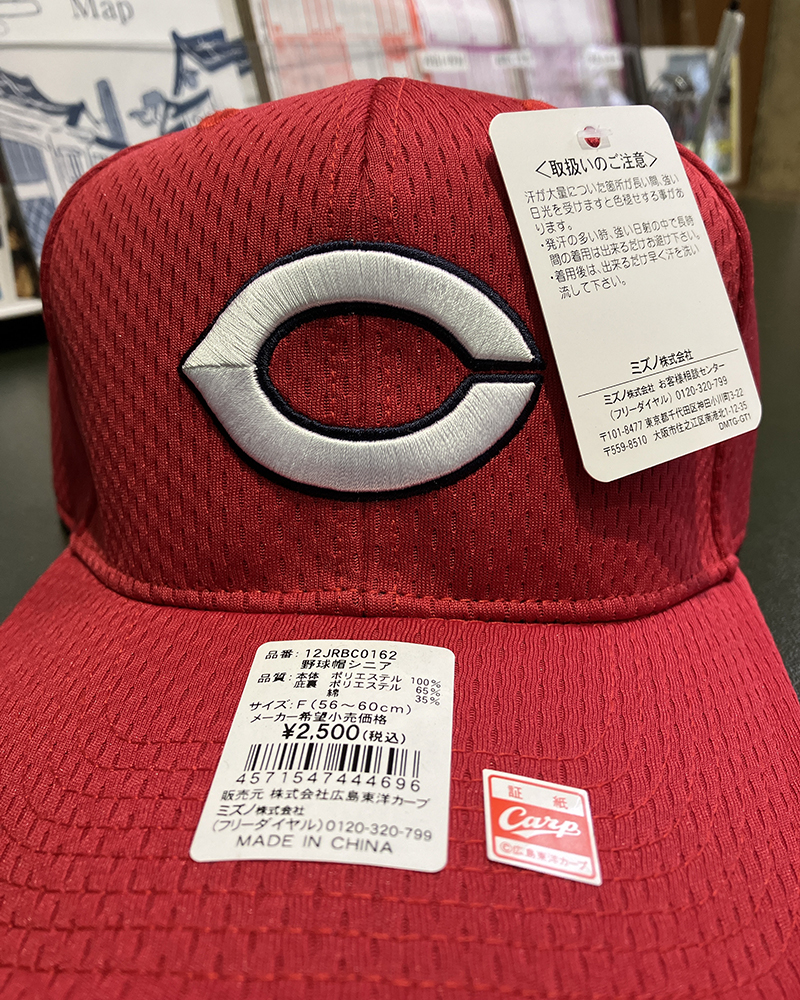 Map
<取扱いのご注意>
汗が大量についた箇所が長い間、強い
日光を受けますと色褪せする事があ
ります。
・発汗の多い時、強い日射の中で長時
間の着用は出来るだけお避け下さい。
・着用後は、出来るだけ早く汗を洗い
流して下さい。
ミズノ株式会社
ミズノ株式会社 お客様相談センター
(フリーダイヤル) 0120-320-799
〒101-8477 東京都千代田区神田小川町3-22
〒559-8510 大阪市住之江区南港北1-12-35
DMTG-GT1
品番:12JRBC0162
野球帽シニア
品質:本体 ポリエステル 100%
庇裏 ポリエステル 65%
綿 35%
サイズ:F(56〜60cm)
メーカー希望小売価格
¥2,500(税込)
4571547444696
販売元 株式会社広島東洋カープ
ミズノ株式会社
(フリーダイヤル)0120-320-799
MADE IN CHINA
証紙
Carp
©広島東洋カープ